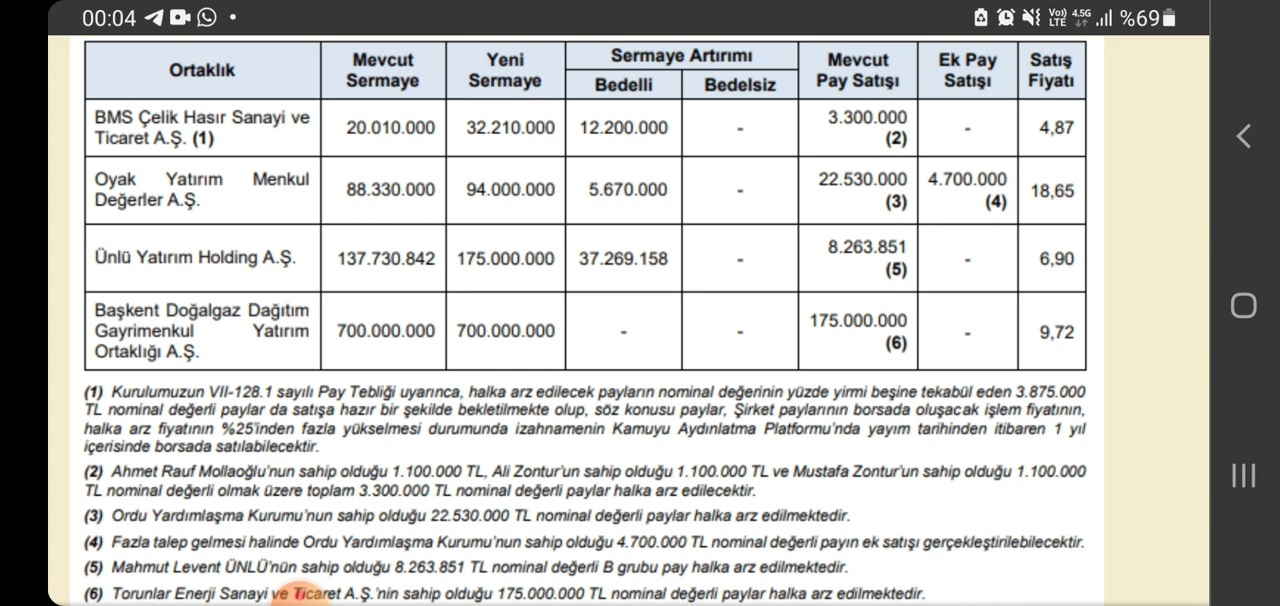 00:04
Vo)) LTE 4.5G %69
Ortaklık
Mevcut
Sermaye
Yeni
Sermaye
Sermaye Artırımı
Bedelli
Bedelsiz
Mevcut
Pay Satışı
Ek Pay
Satışı
Satış
Fiyatı
BMS Çelik Hasır Sanayi ve
Ticaret A.Ş. (1)
20.010.000
32.210.000
12.200.000
-
3.300.000
(2)
-
4,87
Oyak Yatırım Menkul
Değerler A.Ş.
88.330.000
94.000.000
5.670.000
-
22.530.000
(3)
4.700.000
(4)
18,65
Ünlü Yatırım Holding A.Ş.
137.730.842
175.000.000
37.269.158
-
8.263.851
(5)
-
6,90
Başkent Doğalgaz Dağıtım
Gayrimenkul Yatırım
Ortaklığı A.Ş.
700.000.000
700.000.000
-
-
175.000.000
(6)
-
9,72
(1) Kurulumuzun VII-128.1 sayılı Pay Tebliği uyarınca, halka arz edilecek payların nominal değerinin yüzde yirmi beşine tekabül eden 3.875.000
TL nominal değerli paylar da satışa hazır bir şekilde bekletilmekte olup, söz konusu paylar, Şirket paylarının borsada oluşacak işlem fiyatının,
halka arz fiyatının %25'inden fazla yükselmesi durumunda izahnamenin Kamuyu Aydınlatma Platformu'nda yayım tarihinden itibaren 1 yıl
içerisinde borsada satılabilecektir.
(2) Ahmet Rauf Mollaoğlu'nun sahip olduğu 1.100.000 TL, Ali Zontur'un sahip olduğu 1.100.000 TL ve Mustafa Zontur'un sahip olduğu 1.100.000
TL nominal değerli olmak üzere toplam 3.300.000 TL nominal değerli paylar halka arz edilecektir.
(3) Ordu Yardımlaşma Kurumu'nun sahip olduğu 22.530.000 TL nominal değerli paylar halka arz edilmektedir.
(4) Fazla talep gelmesi halinde Ordu Yardımlaşma Kurumu'nun sahip olduğu 4.700.000 TL nominal değerli payın ek satışı gerçekleştirilebilecektir.
(5) Mahmut Levent ÜNLÜ'nün sahip olduğu 8.263.851 TL nominal değerli B grubu pay halka arz edilmektedir.
(6) Torunlar Enerji Sanayi ve Ticaret A.Ş.'nin sahip olduğu 175.000.000 TL nominal değerli paylar halka arz edilmektedir.